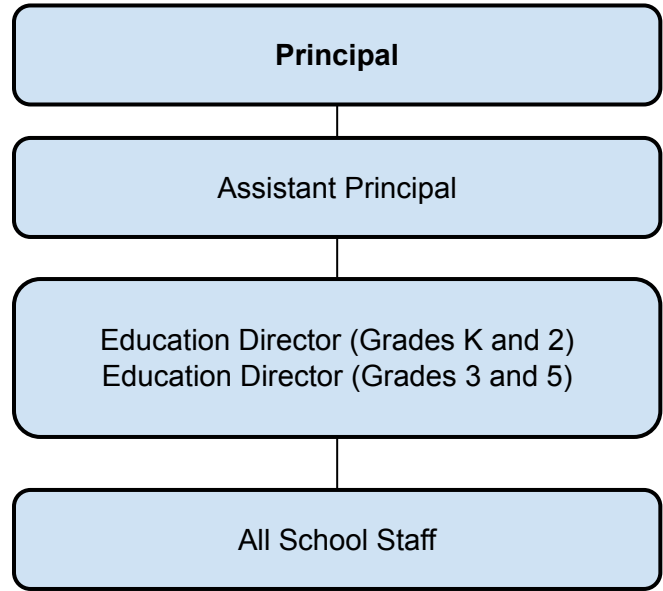 Principal
Assistant Principal
Education Director (Grades K and 2)
Education Director (Grades 3 and 5)
All School Staff